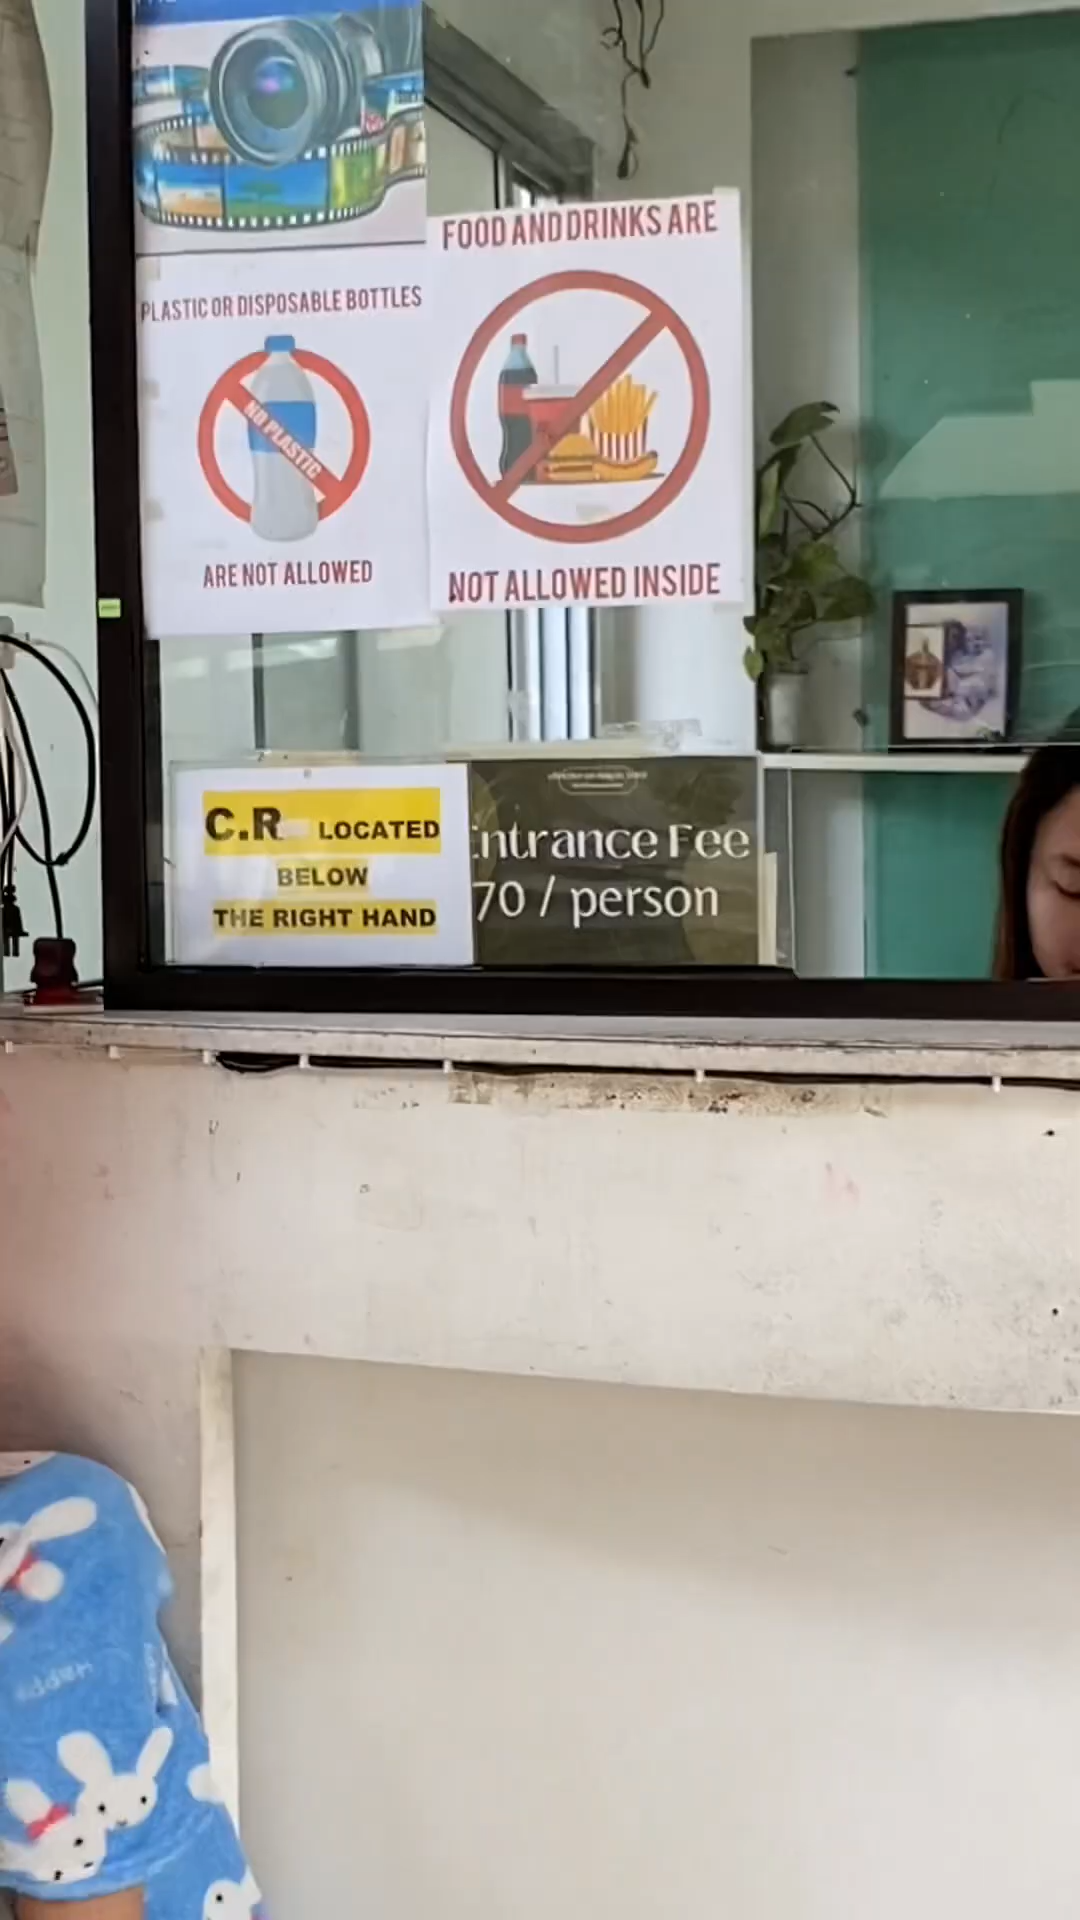 PLASTIC OR DISPOSABLE BOTTLES
NO PLASTIC
ARE NOT ALLOWED
FOOD AND DRINKS ARE
NOT ALLOWED INSIDE
C.R LOCATED
BELOW
THE RIGHT HAND
Entrance Fee
70 / person